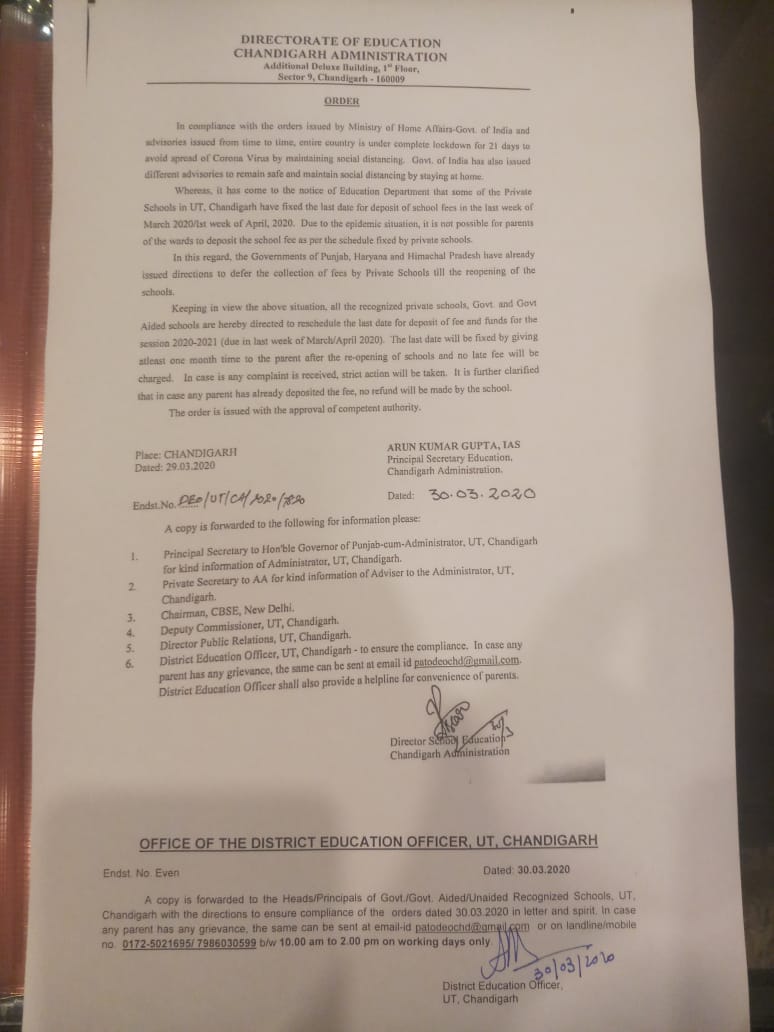 DIRECTORATE OF EDUCATION
CHANDIGARH ADMINISTRATION
Additional Deluxe Building, 1st Floor,
Sector 9, Chandigarh - 160009
ORDER
In compliance with the orders issued by Ministry of Home Affairs-Govt. of India and
advisories issued from time to time, entire country is under complete lockdown for 21 days to
avoid spread of Corona Virus by maintaining social distancing. Govt. of India has also issued
different advisories to remain safe and maintain social distancing by staying at home.
Whereas, it has come to the notice of Education Department that some of the Private
Schools in UT, Chandigarh have fixed the last date for deposit of school fees in the last week of
March 2020/Ist week of April, 2020. Due to the epidemic situation, it is not possible for parents
of the wards to deposit the school fee as per the schedule fixed by private schools.
In this regard, the Governments of Punjab, Haryana and Himachal Pradesh have already
issued directions to defer the collection of fees by Private Schools till the reopening of the
schools.
Keeping in view the above situation, all the recognized private schools, Govt. and Govt
Aided schools are hereby directed to reschedule the last date for deposit of fee and funds for the
session 2020-2021 (due in last week of March/April 2020). The last date will be fixed by giving
atleast one month time to the parent after the re-opening of schools and no late fee will be
charged. In case is any complaint is received, strict action will be taken. It is further clarified
that in case any parent has already deposited the fee, no refund will be made by the school.
The order is issued with the approval of competent authority.
Place: CHANDIGARH
Dated: 29.03.2020
ARUN KUMAR GUPTA, IAS
Principal Secretary Education,
Chandigarh Administration.
Endst.No. DEO/UT/CA/2020/7820
Dated: 30.03.2020
A copy is forwarded to the following for information please:
1. Principal Secretary to Hon'ble Governor of Punjab-cum-Administrator, UT, Chandigarh
for kind information of Administrator, UT, Chandigarh.
2. Private Secretary to AA for kind information of Adviser to the Administrator, UT,
Chandigarh.
3. Chairman, CBSE, New Delhi.
4. Deputy Commissioner, UT, Chandigarh.
5. Director Public Relations, UT, Chandigarh.
6. District Education Officer, UT, Chandigarh - to ensure the compliance. In case any
parent has any grievance, the same can be sent at email id patodeochd@gmail.com.
District Education Officer shall also provide a helpline for convenience of parents.
Director School Education
Chandigarh Administration
OFFICE OF THE DISTRICT EDUCATION OFFICER, UT, CHANDIGARH
Endst. No. Even Dated: 30.03.2020
A copy is forwarded to the Heads/Principals of Govt./Govt. Aided/Unaided Recognized Schools, UT,
Chandigarh with the directions to ensure compliance of the orders dated 30.03.2020 in letter and spirit. In case
any parent has any grievance, the same can be sent at email-id patodeochd@gmail.com or on landline/mobile
no. 0172-5021695/ 7986030599 b/w 10.00 am to 2.00 pm on working days only.
30/03/2020
District Education Officer,
UT, Chandigarh